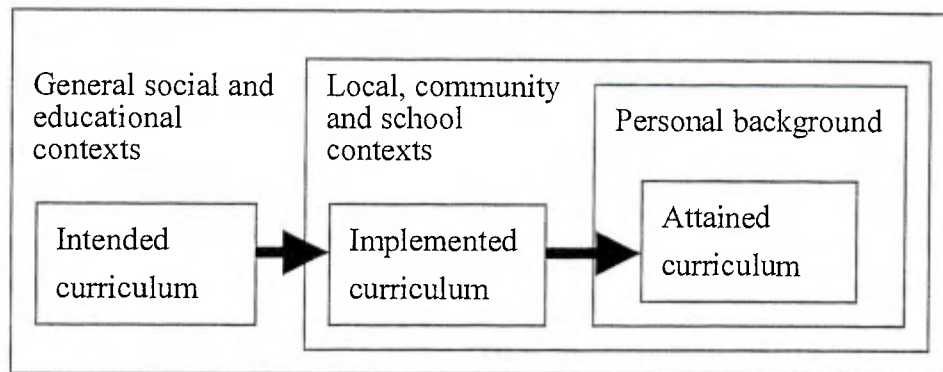 General social and
educational
contexts
Local, community
and school
contexts
Personal background
Intended
curriculum
Implemented
curriculum
Attained
curriculum